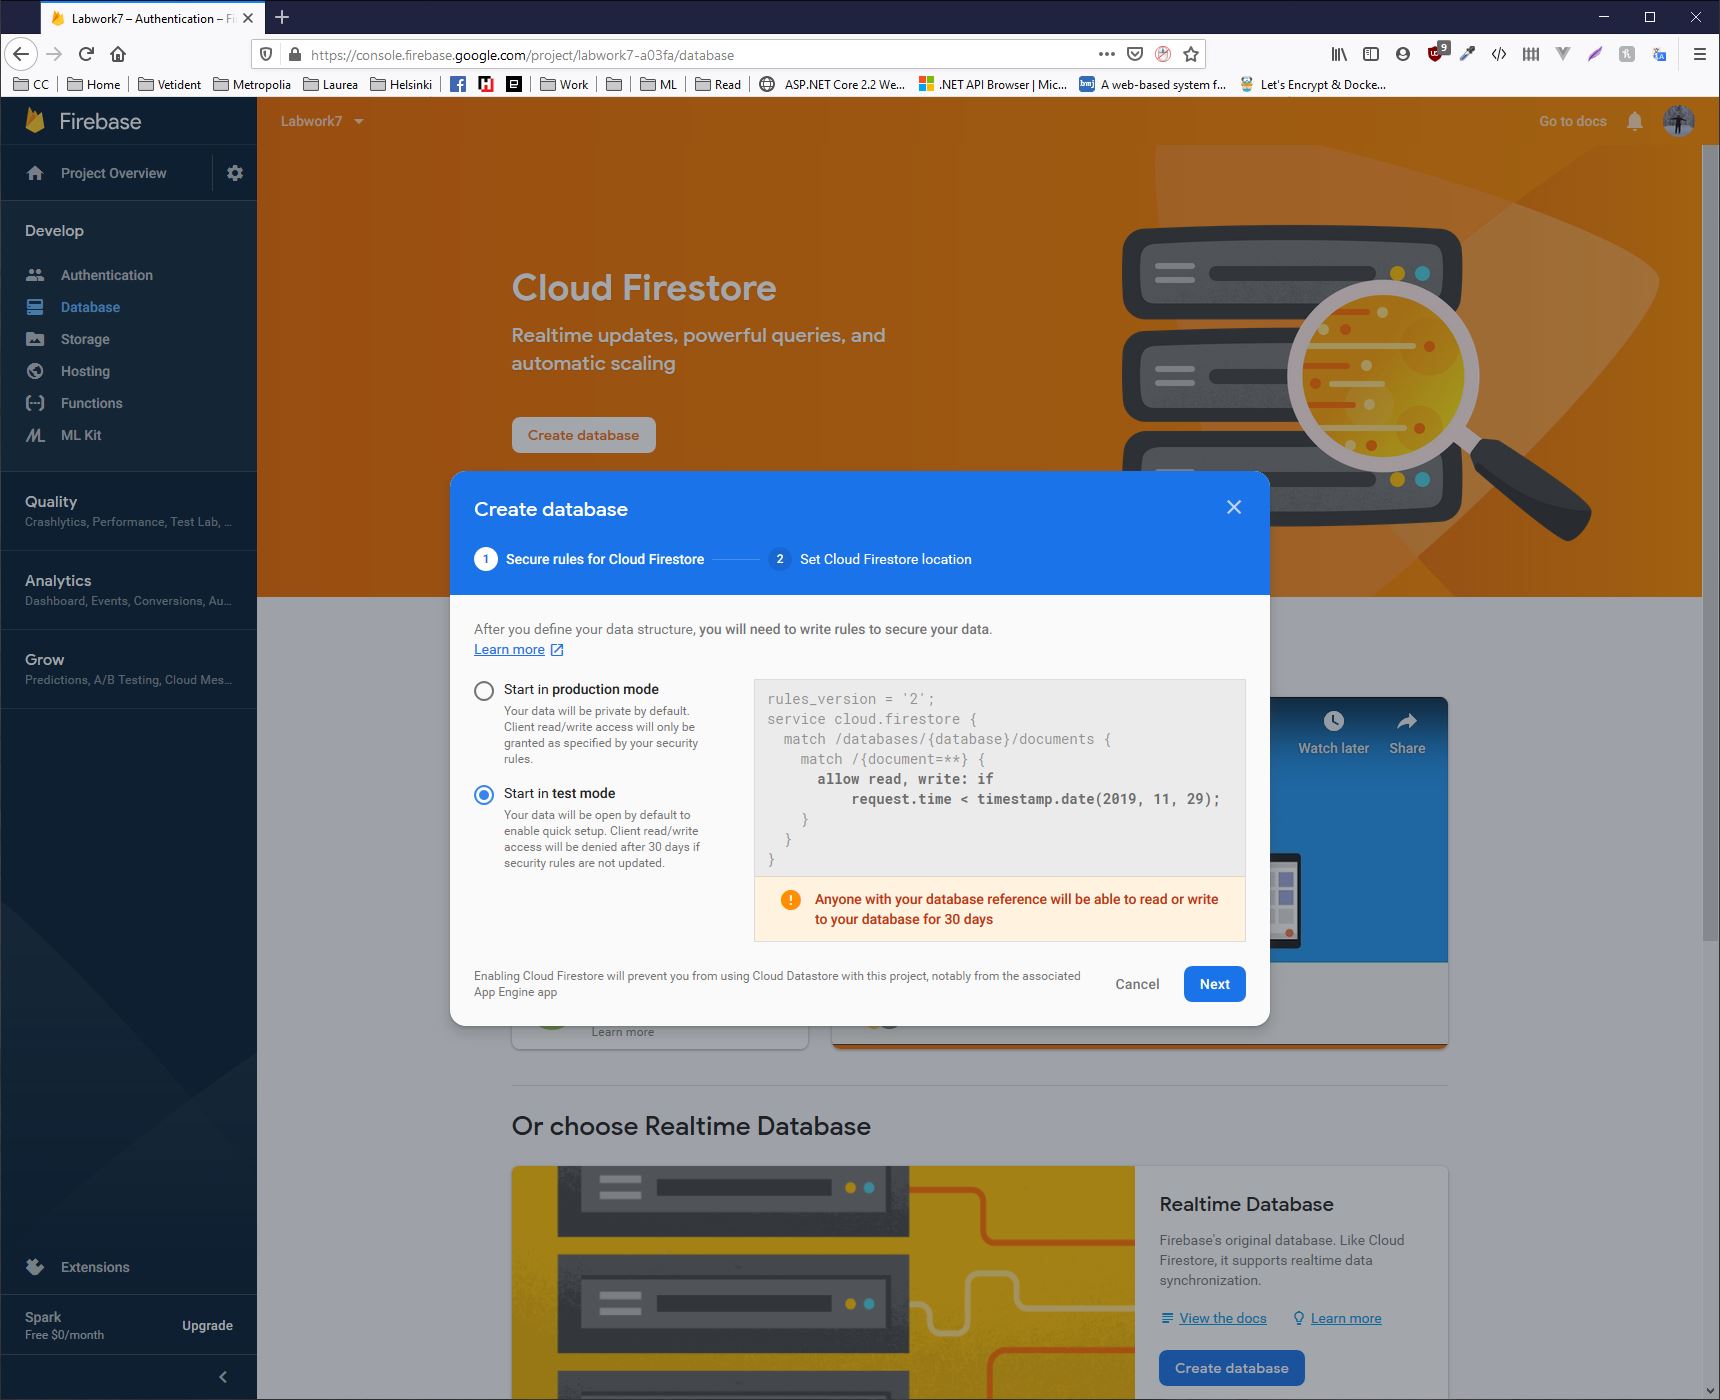 Labwork7 – Authentication – Fi
https://console.firebase.google.com/project/labwork7-a03fa/database
9
CC
Home
Vetident
Metropolia
Laurea
Helsinki
Work
ML
Read
ASP.NET Core 2.2 We...
.NET API Browser | Mic...
bmj
A web-based system f...
Let's Encrypt & Docke...
Firebase
Labwork7
Go to docs
Project Overview
Develop
Authentication
Database
Storage
Hosting
Functions
ML Kit
Quality
Crashlytics, Performance, Test Lab, ...
Analytics
Dashboard, Events, Conversions, Au...
Grow
Predictions, A/B Testing, Cloud Mes...
Extensions
Spark
Free $0/month
Upgrade
Cloud Firestore
Realtime updates, powerful queries, and
automatic scaling
Create database
Create database
1 Secure rules for Cloud Firestore
2 Set Cloud Firestore location
After you define your data structure, you will need to write rules to secure your data.
Learn more
Start in production mode
Your data will be private by default.
Client read/write access will only be
granted as specified by your security
rules.
Start in test mode
Your data will be open by default to
enable quick setup. Client read/write
access will be denied after 30 days if
security rules are not updated.
rules_version = '2';
service cloud.firestore {
match /databases/{database}/documents {
match /{document=**} {
allow read, write: if
request.time < timestamp.date(2019, 11, 29);
}
}
}
Anyone with your database reference will be able to read or write
to your database for 30 days
Enabling Cloud Firestore will prevent you from using Cloud Datastore with this project, notably from the associated
App Engine app
Cancel
Next
Watch later
Share
Learn more
Or choose Realtime Database
Realtime Database
Firebase's original database. Like Cloud
Firestore, it supports realtime data
synchronization.
View the docs
Learn more
Create database